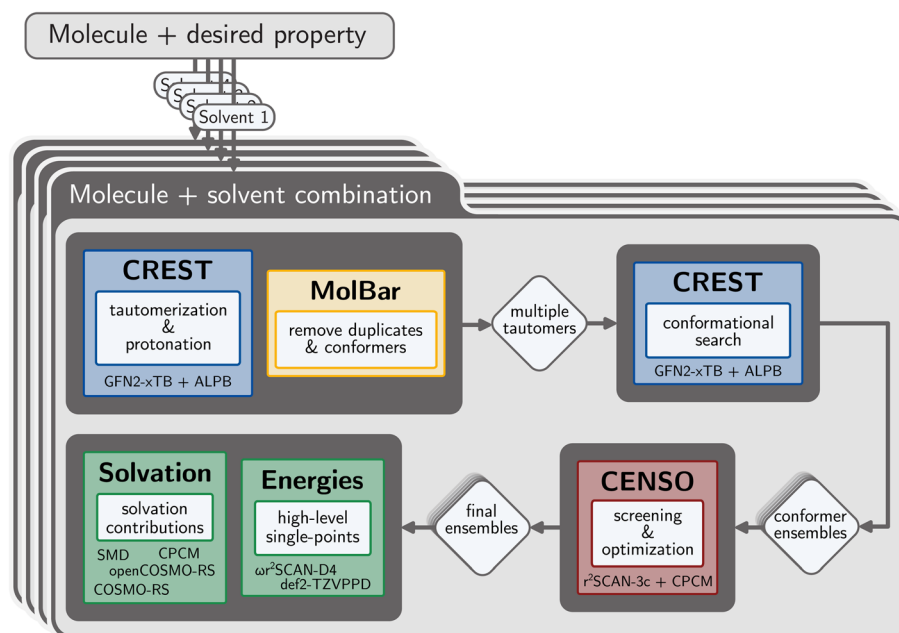 Molecule + desired property
Solvent 1
Molecule + solvent combination
CREST
tautomerization
&
protonation
GFN2-xTB + ALPB
MolBar
remove duplicates
& conformers
multiple
tautomers
CREST
conformational
search
GFN2-xTB + ALPB
Solvation
solvation
contributions
SMD CPCM
openCOSMO-RS
COSMO-RS
Energies
high-level
single-points
ωr²SCAN-D4
def2-TZVPPD
final
ensembles
CENSO
screening
&
optimization
r²SCAN-3c + CPCM
conformer
ensembles